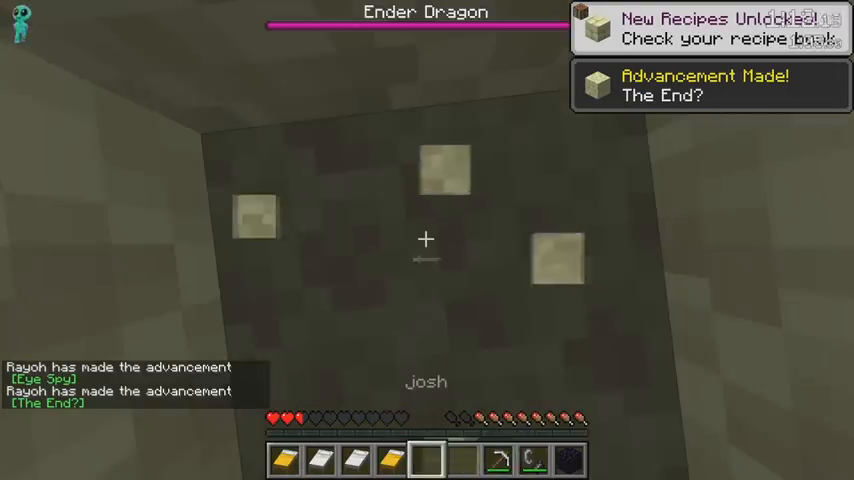 Ender Dragon
New Recipes Unlocked!
Check your recipe book
Advancement Made!
The End?
Rayoh has made the advancement
[Eye Spy]
Rayoh has made the advancement
[The End?]
josh